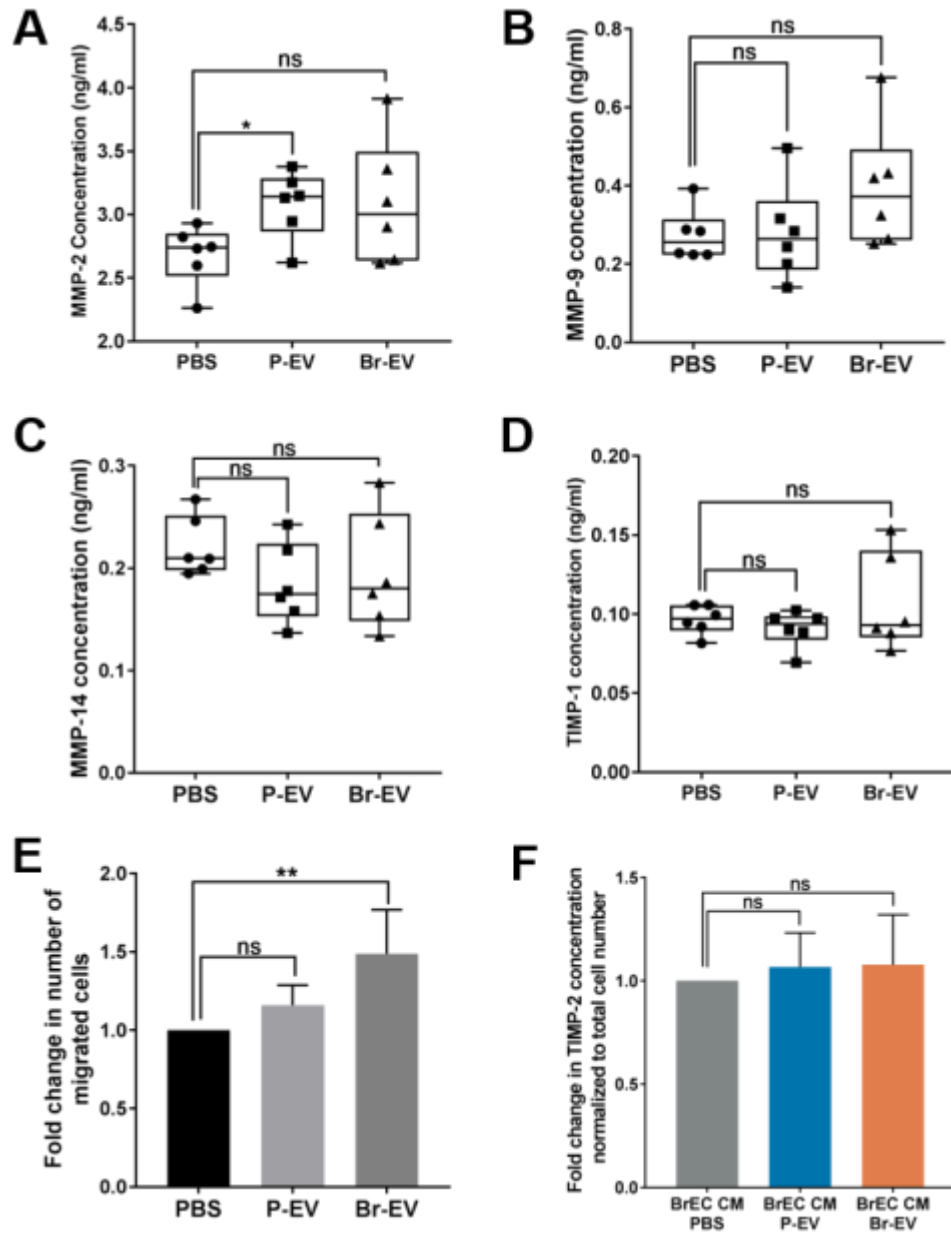 A
MMP-2 Concentration (ng/ml)
4.5
4.0
3.5
3.0
2.5
2.0
ns
*
PBS P-EV Br-EV
B
MMP-9 concentration (ng/ml)
0.8
0.6
0.4
0.2
0.0
ns
ns
PBS P-EV Br-EV
C
MMP-14 concentration (ng/ml)
0.3
0.2
0.1
0.0
ns
ns
PBS P-EV Br-EV
D
TIMP-1 concentration (ng/ml)
0.20
0.15
0.10
0.05
0.00
ns
ns
PBS P-EV Br-EV
E
Fold change in number of
migrated cells
2.0
1.5
1.0
0.5
0.0
**
ns
PBS P-EV Br-EV
F
Fold change in TIMP-2 concentration
normalized to total cell number
1.5
1.0
0.5
0.0
ns
ns
BrEC CM BrEC CM BrEC CM
PBS P-EV Br-EV